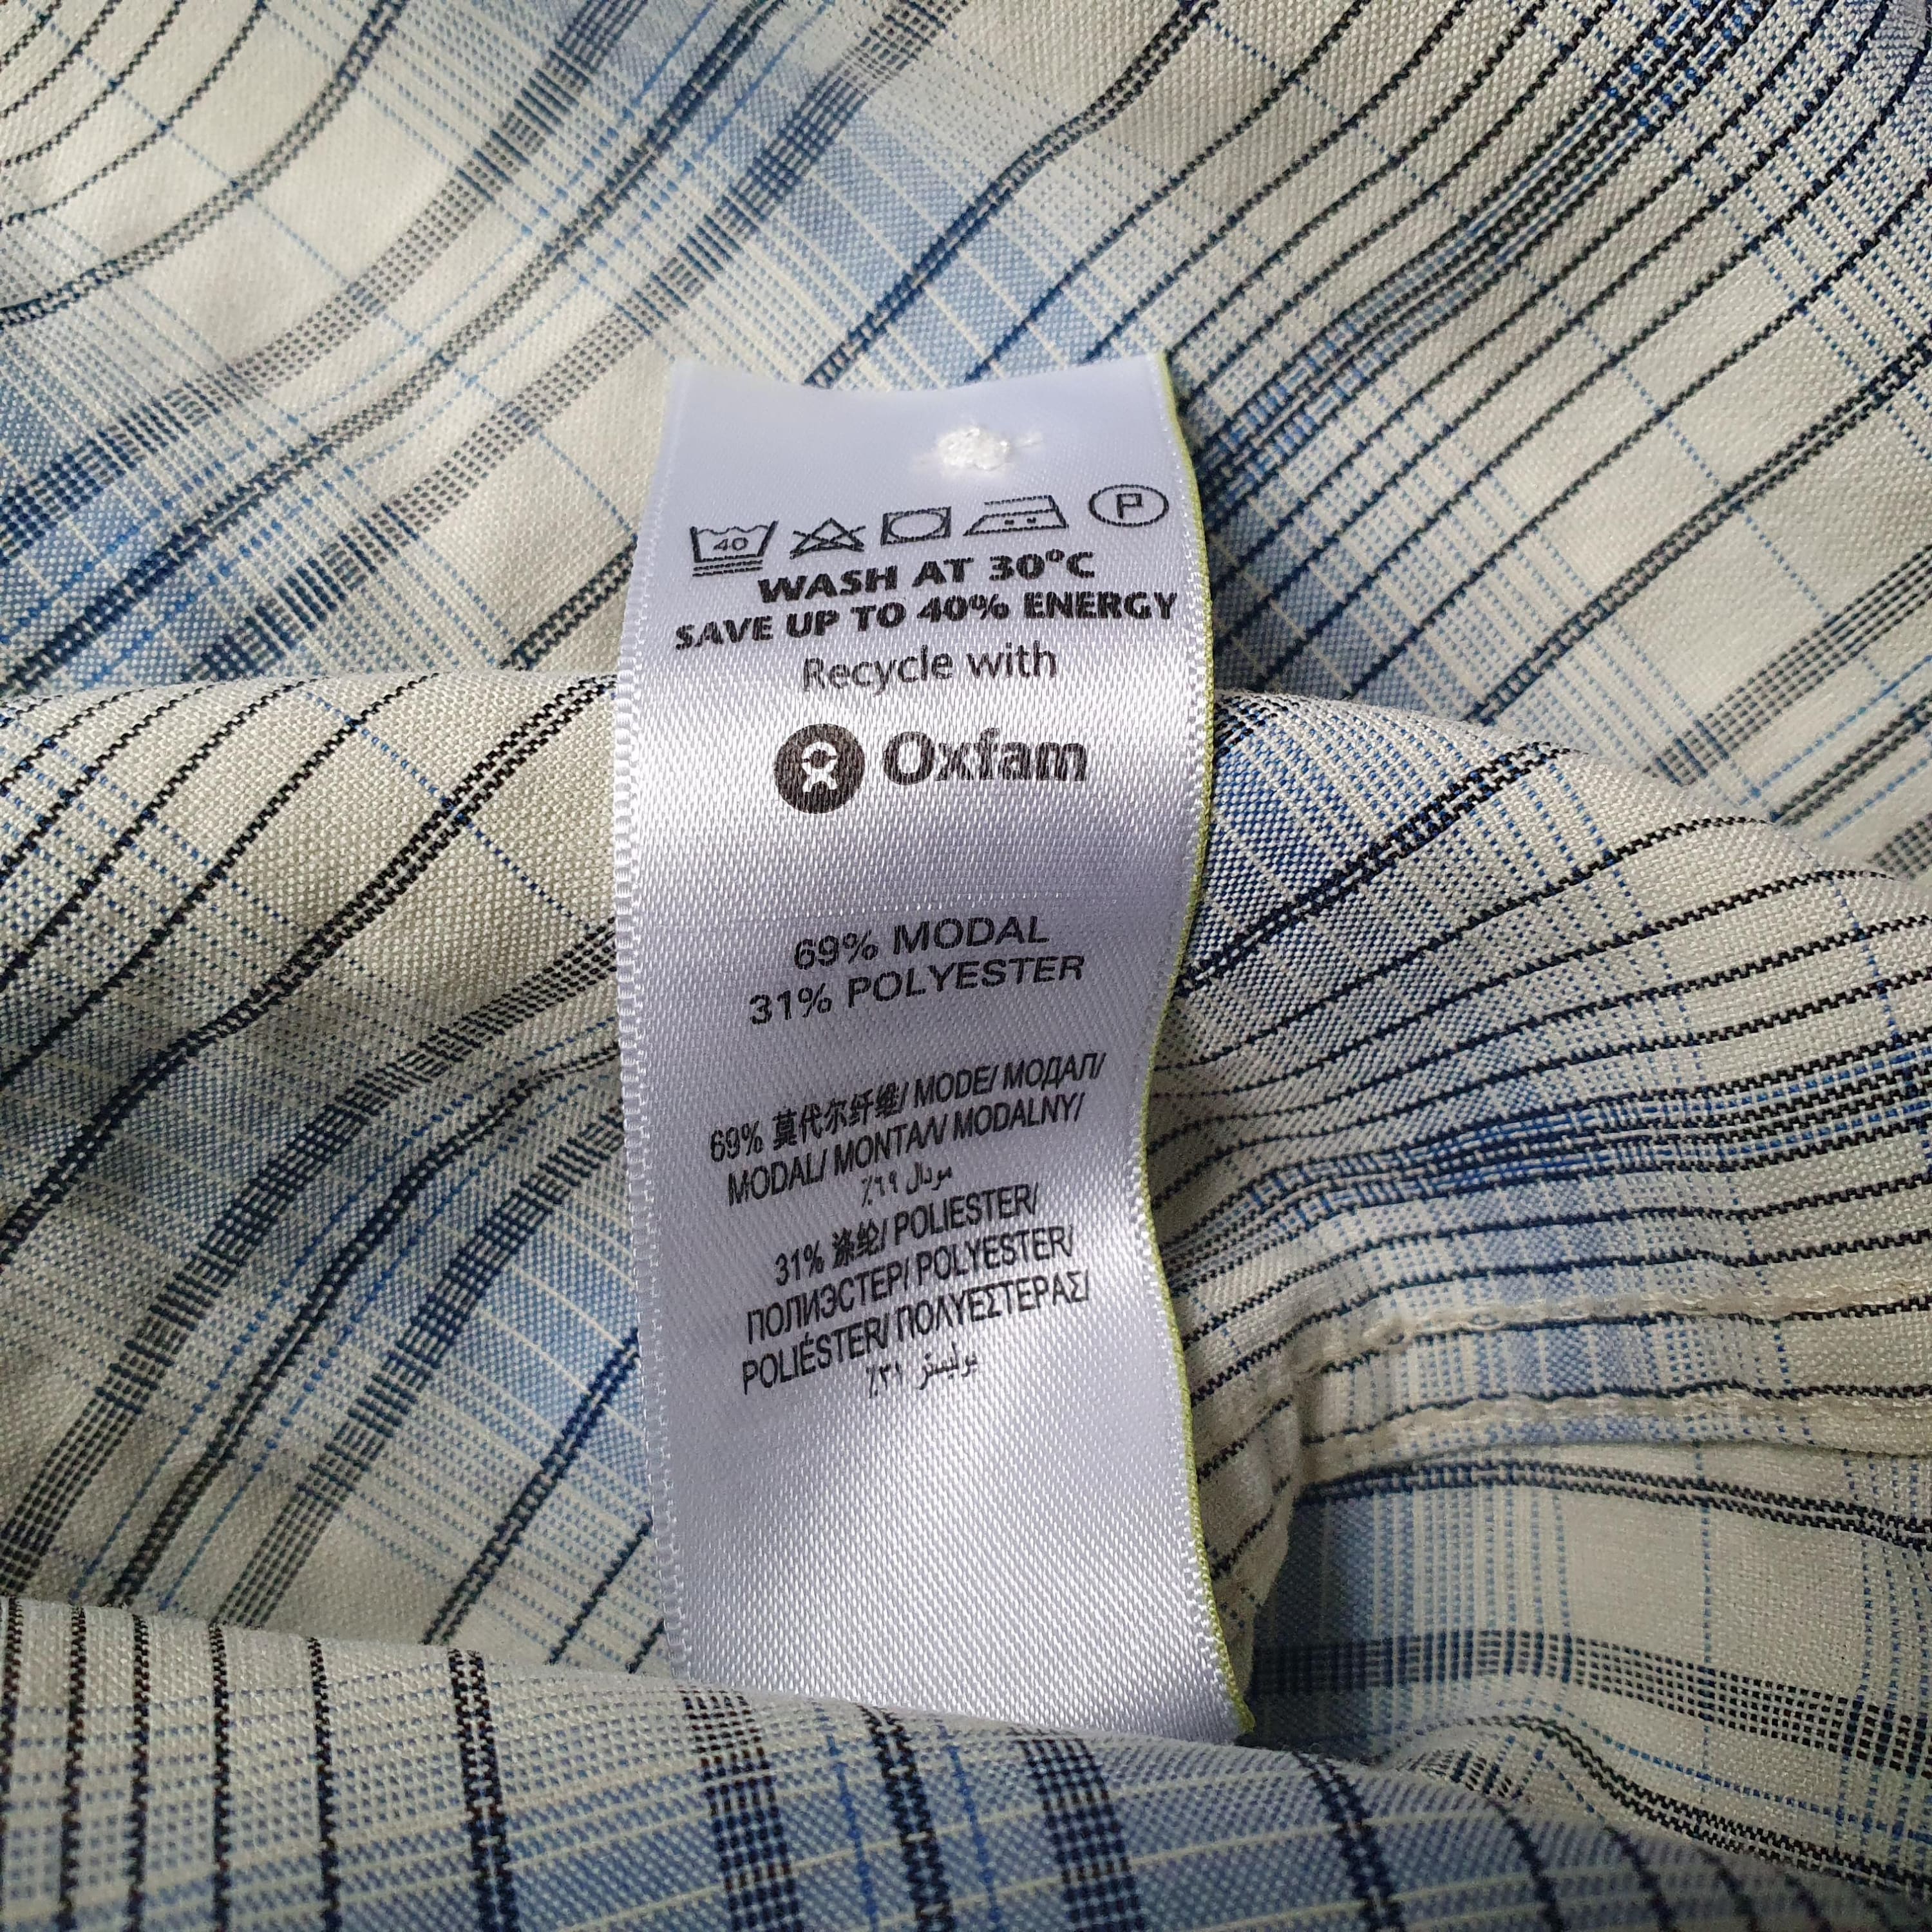 40 P
WASH AT 30°C
SAVE UP TO 40% ENERGY
Recycle with
Oxfam
69% MODAL
31% POLYESTER
69% 莫代尔纤维/ MODE/ МОДАЛ/
MODAL/ ΜΟΝΤΑΛ/ MODALNY/
مودال ٦٩٪
31% 涤纶/ POLIESTER/
ПОЛИЭСТЕР/ POLYESTER/
POLIÉSTER/ ΠΟΛΥΕΣΤΕΡΑΣ/
بوليستر ٣١٪